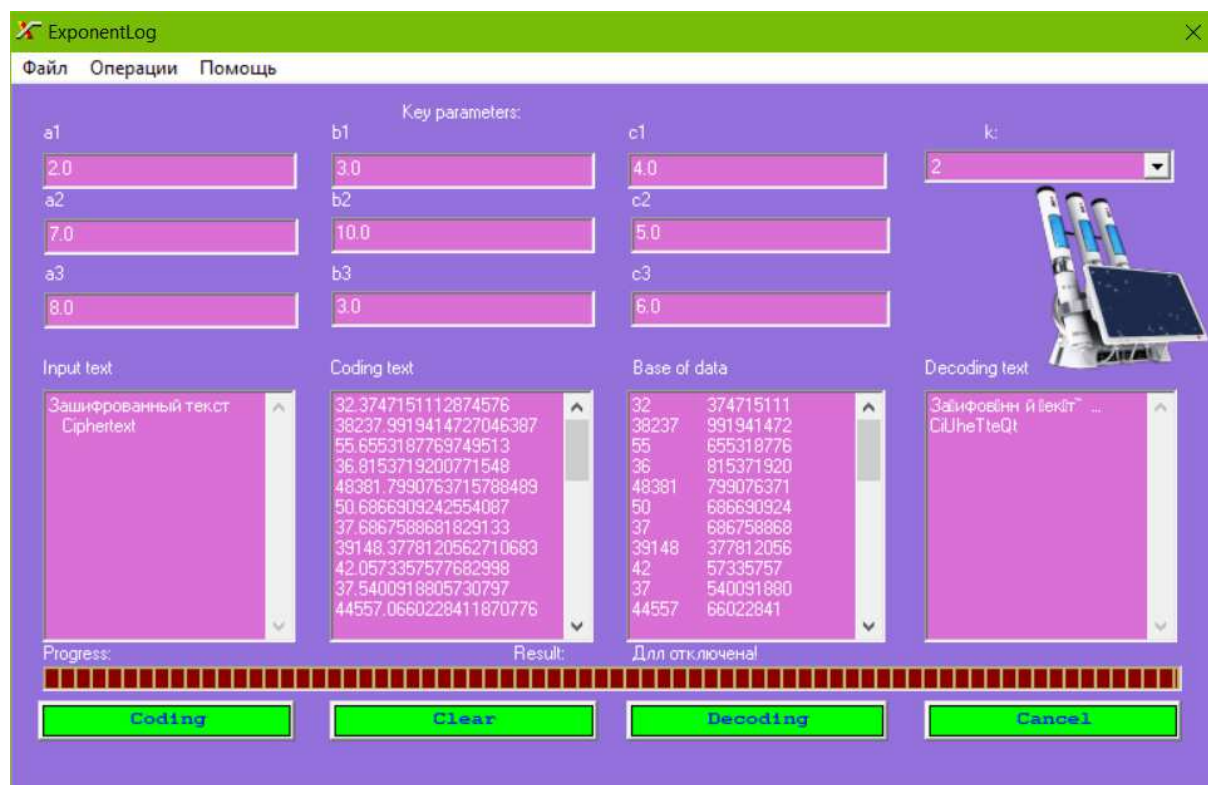 ExponentLog
Файл Операции Помощь
Key parameters:
a1 b1 c1 k:
2.0 3.0 4.0 2
a2 b2 c2
7.0 10.0 5.0
a3 b3 c3
8.0 3.0 6.0
Input text Coding text Base of data Decoding text
Зашифрованный текст
Ciphertext
32.3747151112874576
38237.9919414727046387
55.6553187769749513
36.8153719200771548
48381.7990763715788489
50.6866909242554087
37.6867588681829133
39148.3778120562710683
42.0573357577682998
37.5400918805730797
44557.0660228411870776
32 374715111
38237 991941472
55 655318776
36 815371920
48381 799076371
50 686690924
37 686758868
39148 377812056
42 57335757
37 540091880
44557 66022841
CiUheTteQt
Progress: Result: Длл отключена!
Coding Clear Decoding Cancel